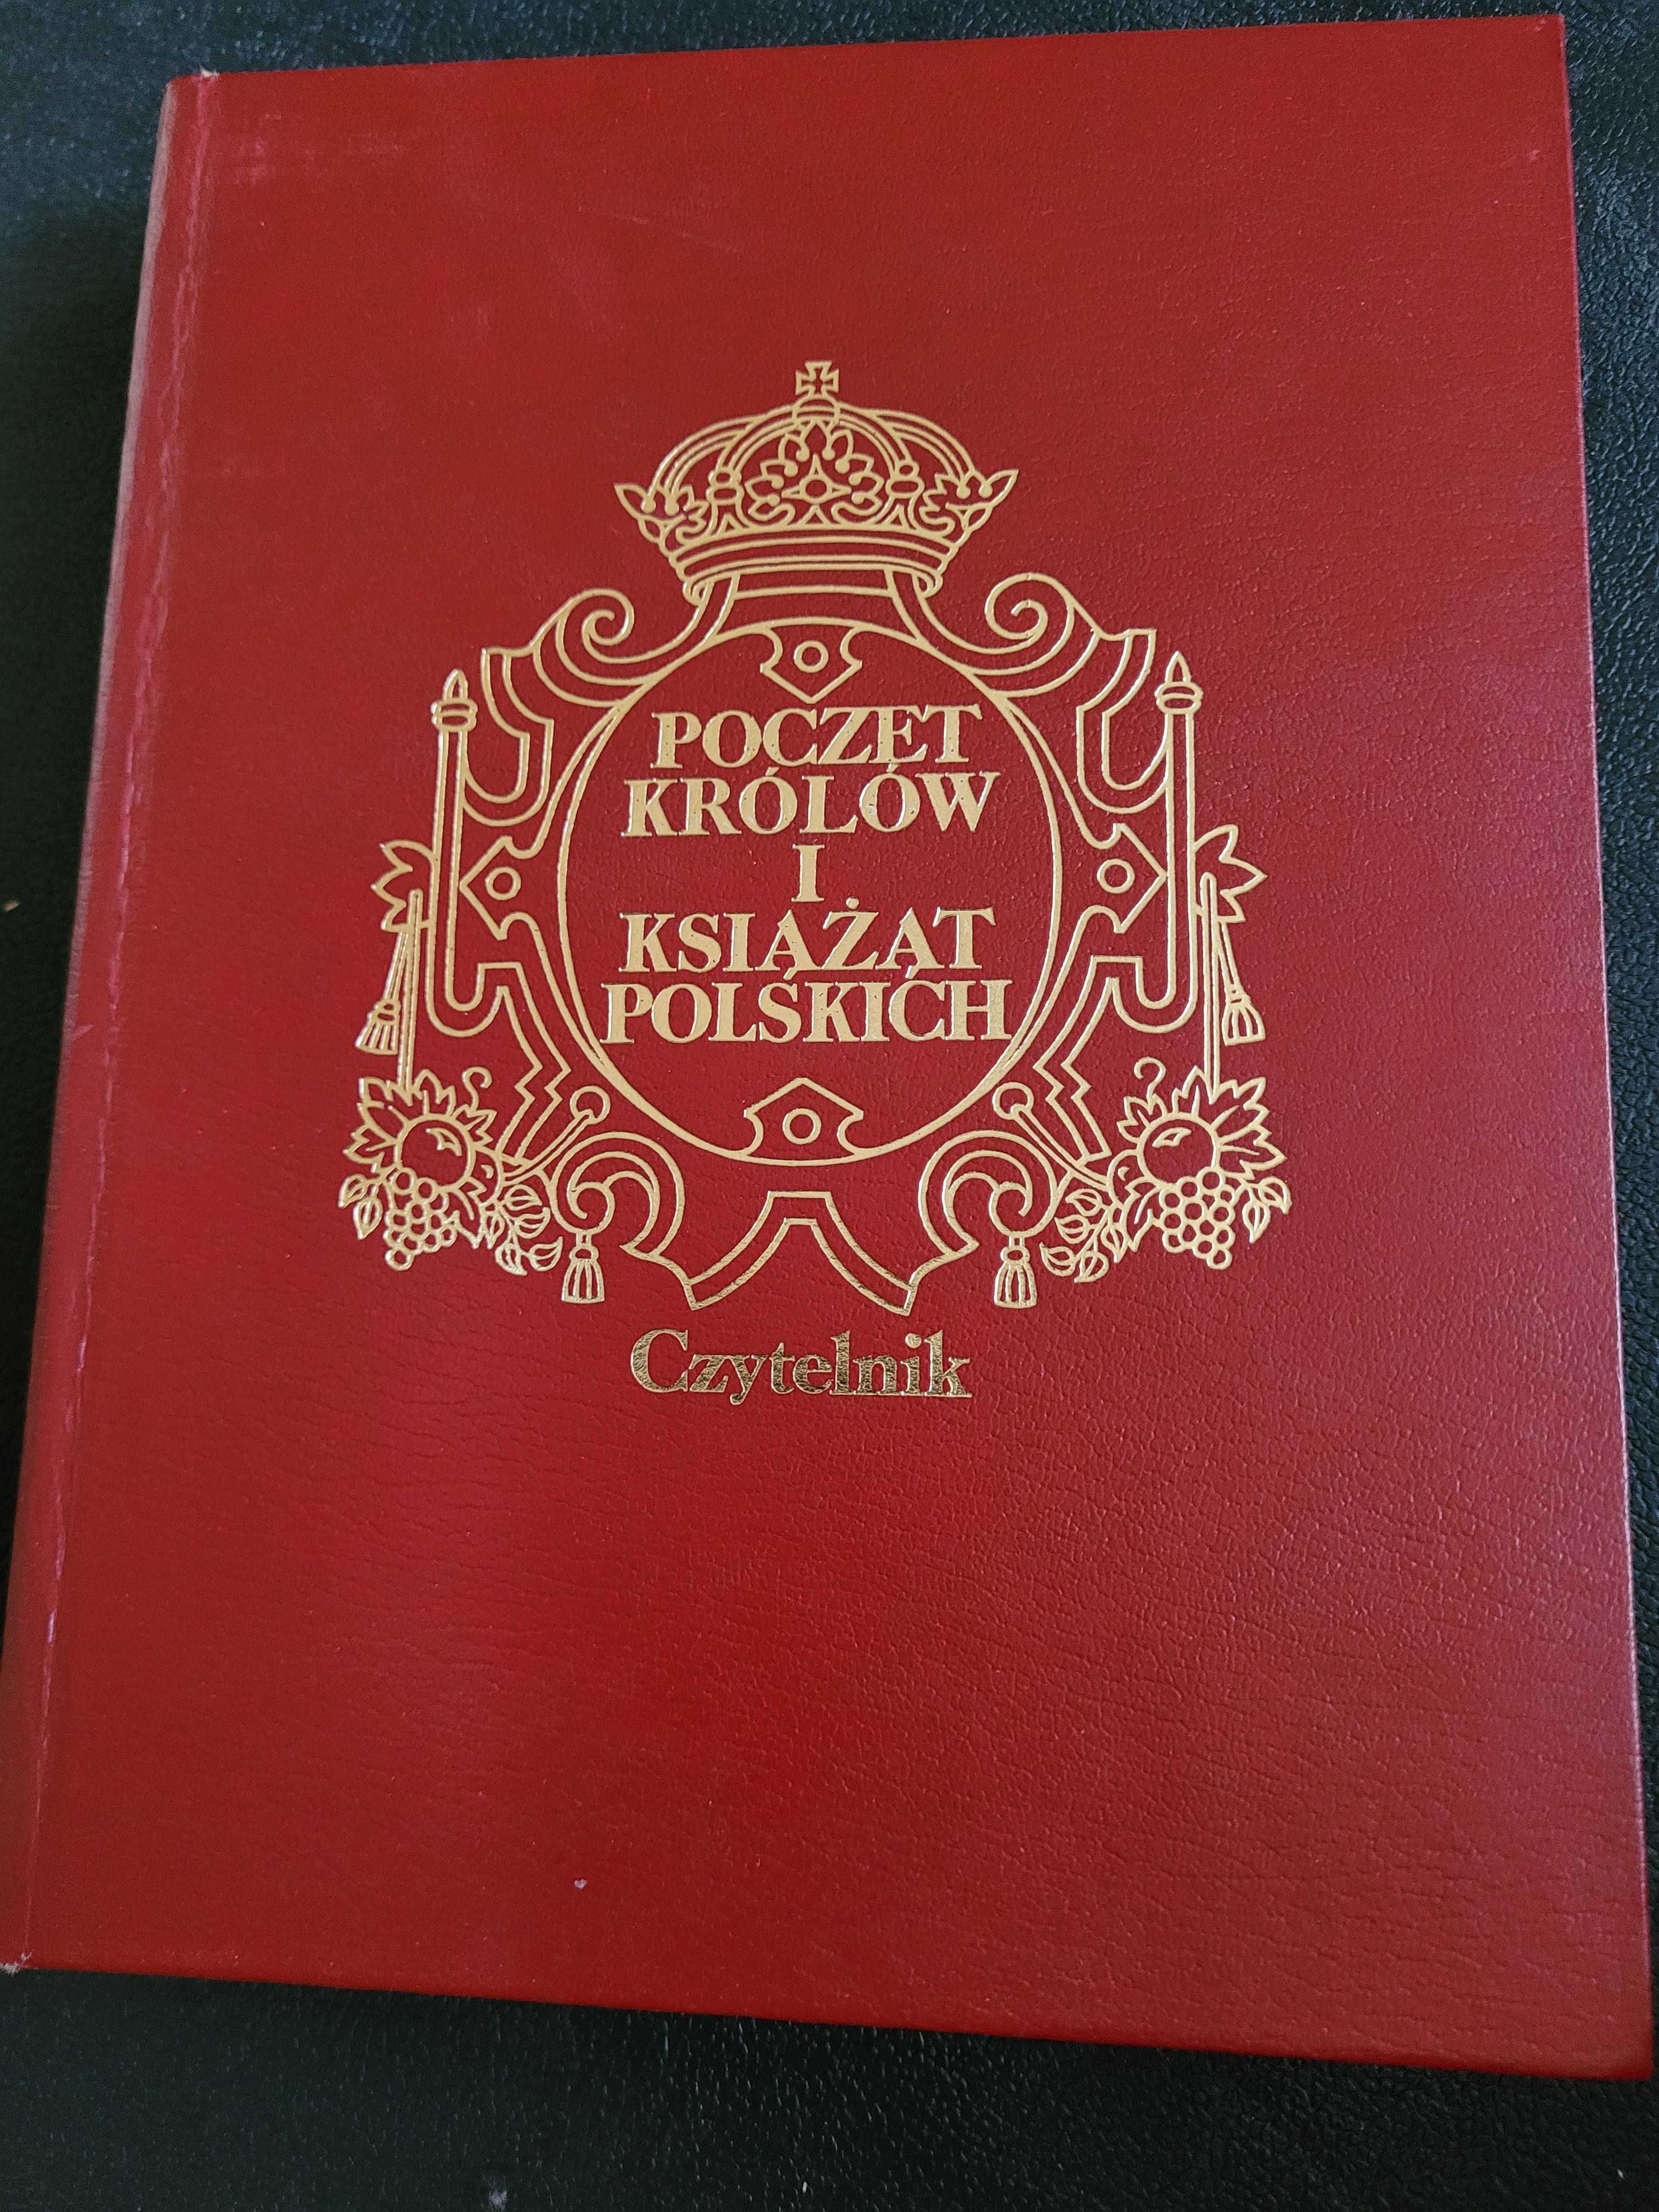 POCZET
KRÓLÓW
I
KSIĄŻĄT
POLSKICH
Czytelnik